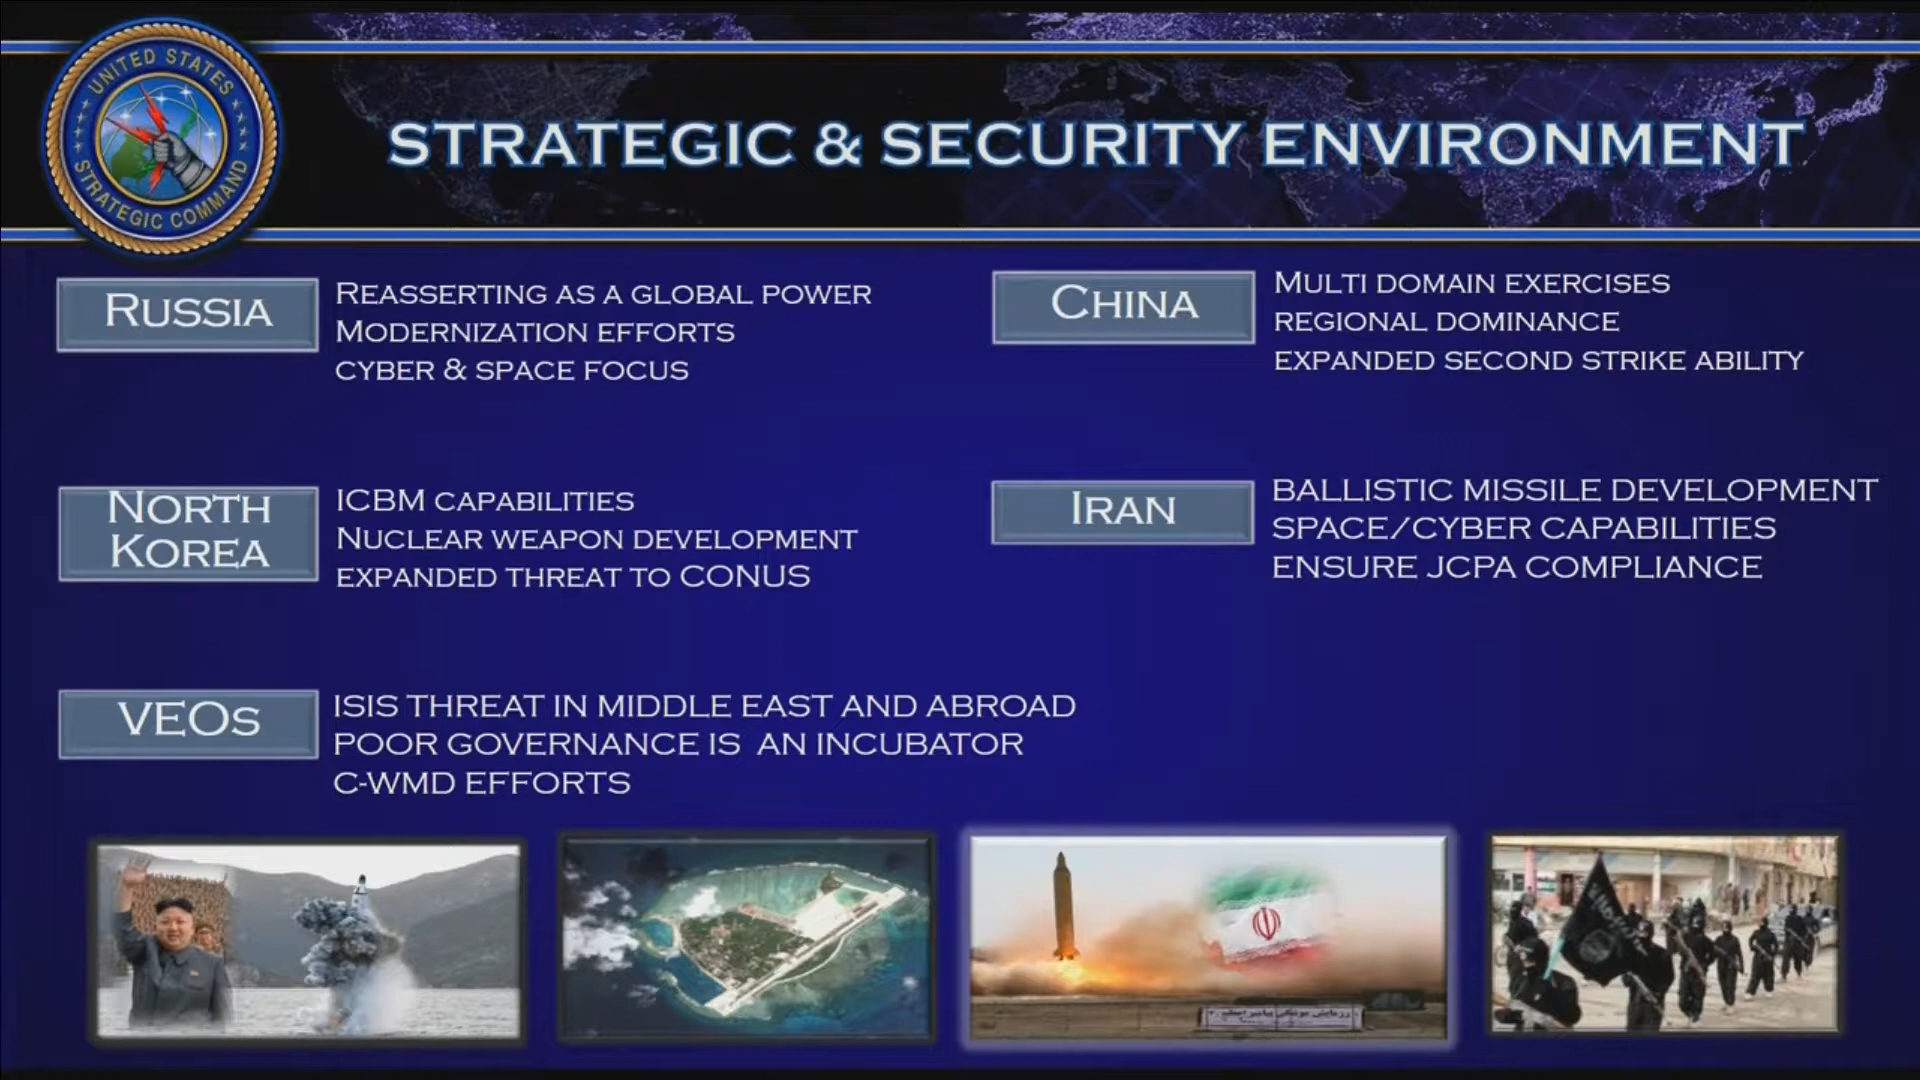 UNITED STATES
STRATEGIC COMMAND
STRATEGIC & SECURITY ENVIRONMENT
RUSSIA
REASSERTING AS A GLOBAL POWER
MODERNIZATION EFFORTS
CYBER & SPACE FOCUS
CHINA
MULTI DOMAIN EXERCISES
REGIONAL DOMINANCE
EXPANDED SECOND STRIKE ABILITY
NORTH
KOREA
ICBM CAPABILITIES
NUCLEAR WEAPON DEVELOPMENT
EXPANDED THREAT TO CONUS
IRAN
BALLISTIC MISSILE DEVELOPMENT
SPACE/CYBER CAPABILITIES
ENSURE JCPA COMPLIANCE
VEOS
ISIS THREAT IN MIDDLE EAST AND ABROAD
POOR GOVERNANCE IS AN INCUBATOR
C-WMD EFFORTS